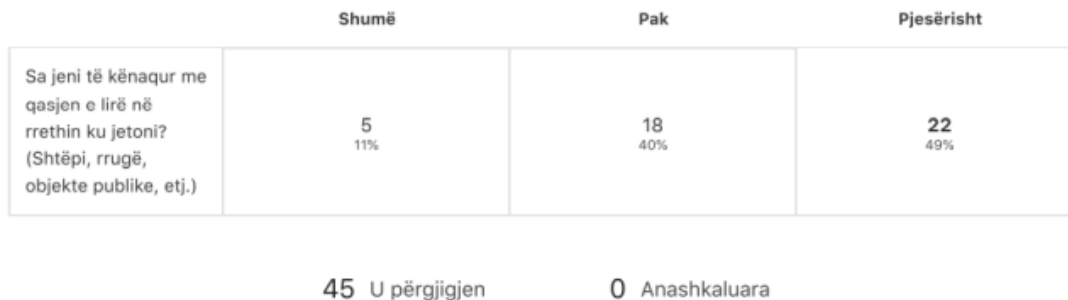 Shumë Pak Pjesërisht
Sa jeni të kënaqur me
qasjen e lirë në
rrethin ku jetoni?
(Shtëpi, rrugë,
objekte publike, etj.)
5 18 22
11% 40% 49%
45 U përgjigjen 0 Anashkaluara